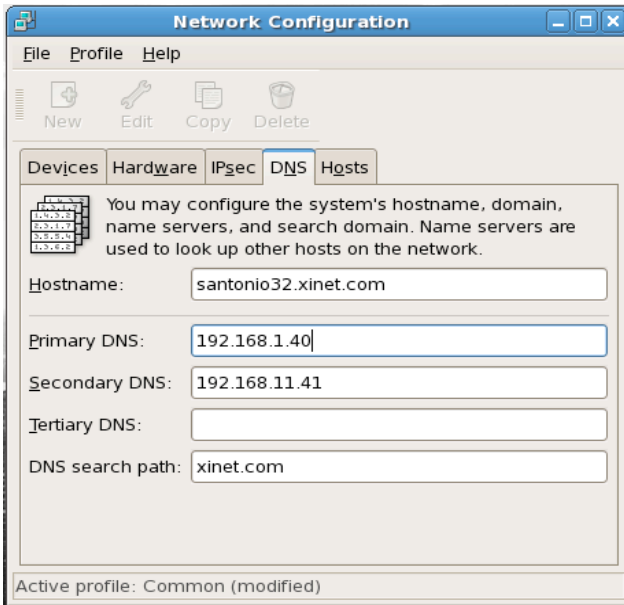 Network Configuration
File Profile Help
New Edit Copy Delete
Devices Hardware IPsec DNS Hosts
You may configure the system's hostname, domain,
name servers, and search domain. Name servers are
used to look up other hosts on the network.
Hostname: santonio32.xinet.com
Primary DNS: 192.168.1.40
Secondary DNS: 192.168.11.41
Tertiary DNS:
DNS search path: xinet.com
Active profile: Common (modified)